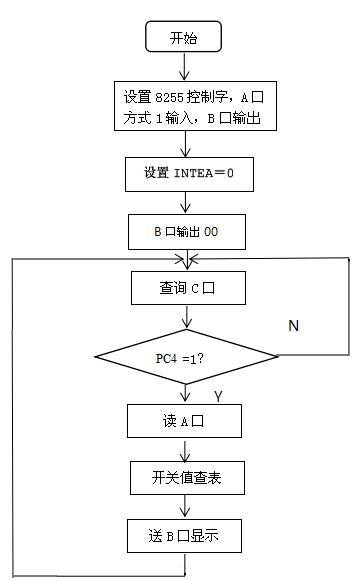 开始
设置 8255 控制字，A 口
方式 1 输入，B 口输出
设置 INTEA＝0
B 口输出 00
查询 C 口
N
PC4 =1?
Y
读 A 口
开关值查表
送 B 口显示